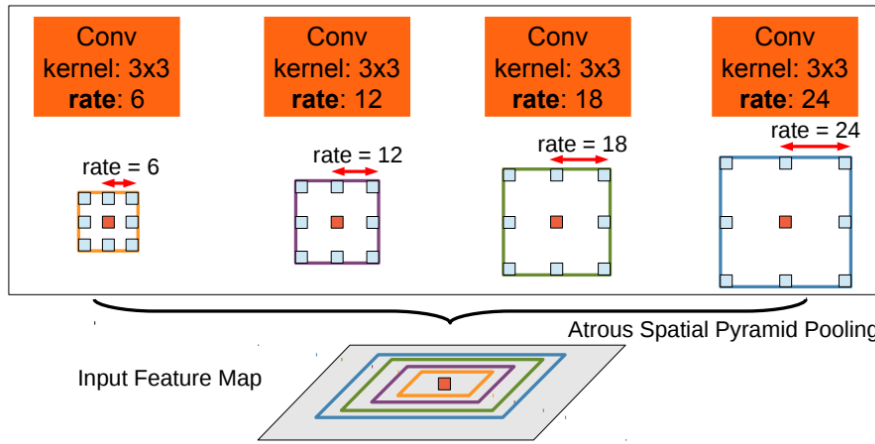 Conv
kernel: 3x3
rate: 6
Conv
kernel: 3x3
rate: 12
Conv
kernel: 3x3
rate: 18
Conv
kernel: 3x3
rate: 24
rate = 6
rate = 12
rate = 18
rate = 24
Atrous Spatial Pyramid Pooling
Input Feature Map